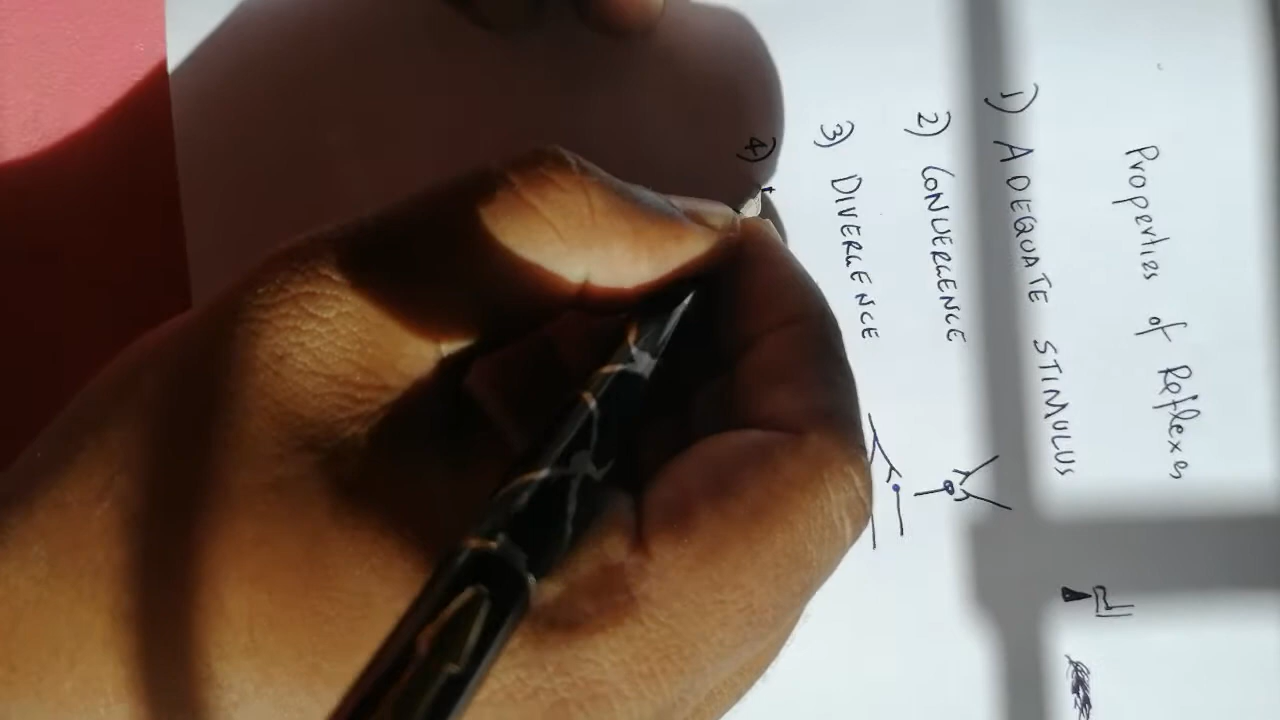 Properties of Reflexes
1) ADEQUATE STIMULUS
2) CONVERGENCE
3) DIVERGENCE
4)